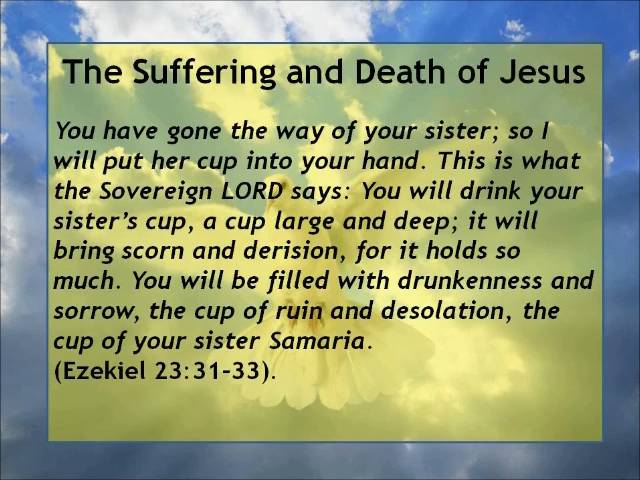 The Suffering and Death of Jesus
You have gone the way of your sister; so I
will put her cup into your hand. This is what
the Sovereign LORD says: You will drink your
sister's cup, a cup large and deep; it will
bring scorn and derision, for it holds so
much. You will be filled with drunkenness and
sorrow, the cup of ruin and desolation, the
cup of your sister Samaria.
(Ezekiel 23:31–33).